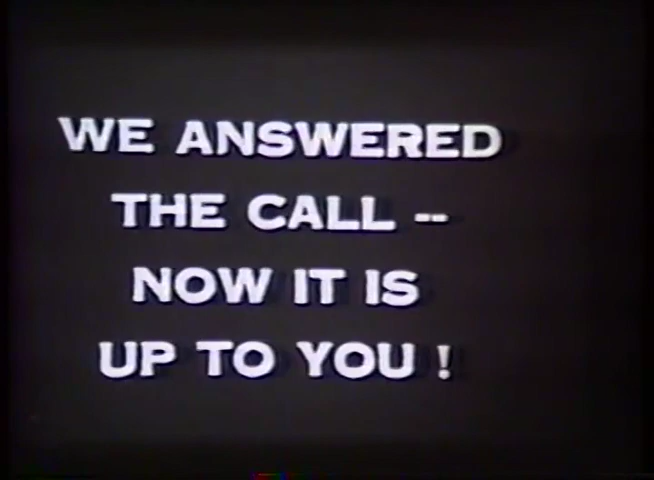 WE ANSWERED
THE CALL --
NOW IT IS
UP TO YOU !